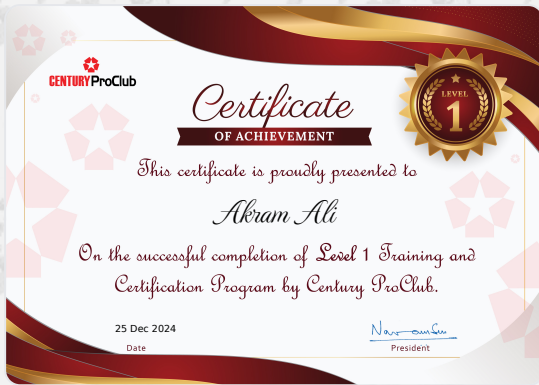 CENTURY ProClub
Certificate
OF ACHIEVEMENT
LEVEL
1
This certificate is proudly presented to
Akram Ali
On the successful completion of Level 1 Training and
Certification Program by Century ProClub.
25 Dec 2024
Date
President